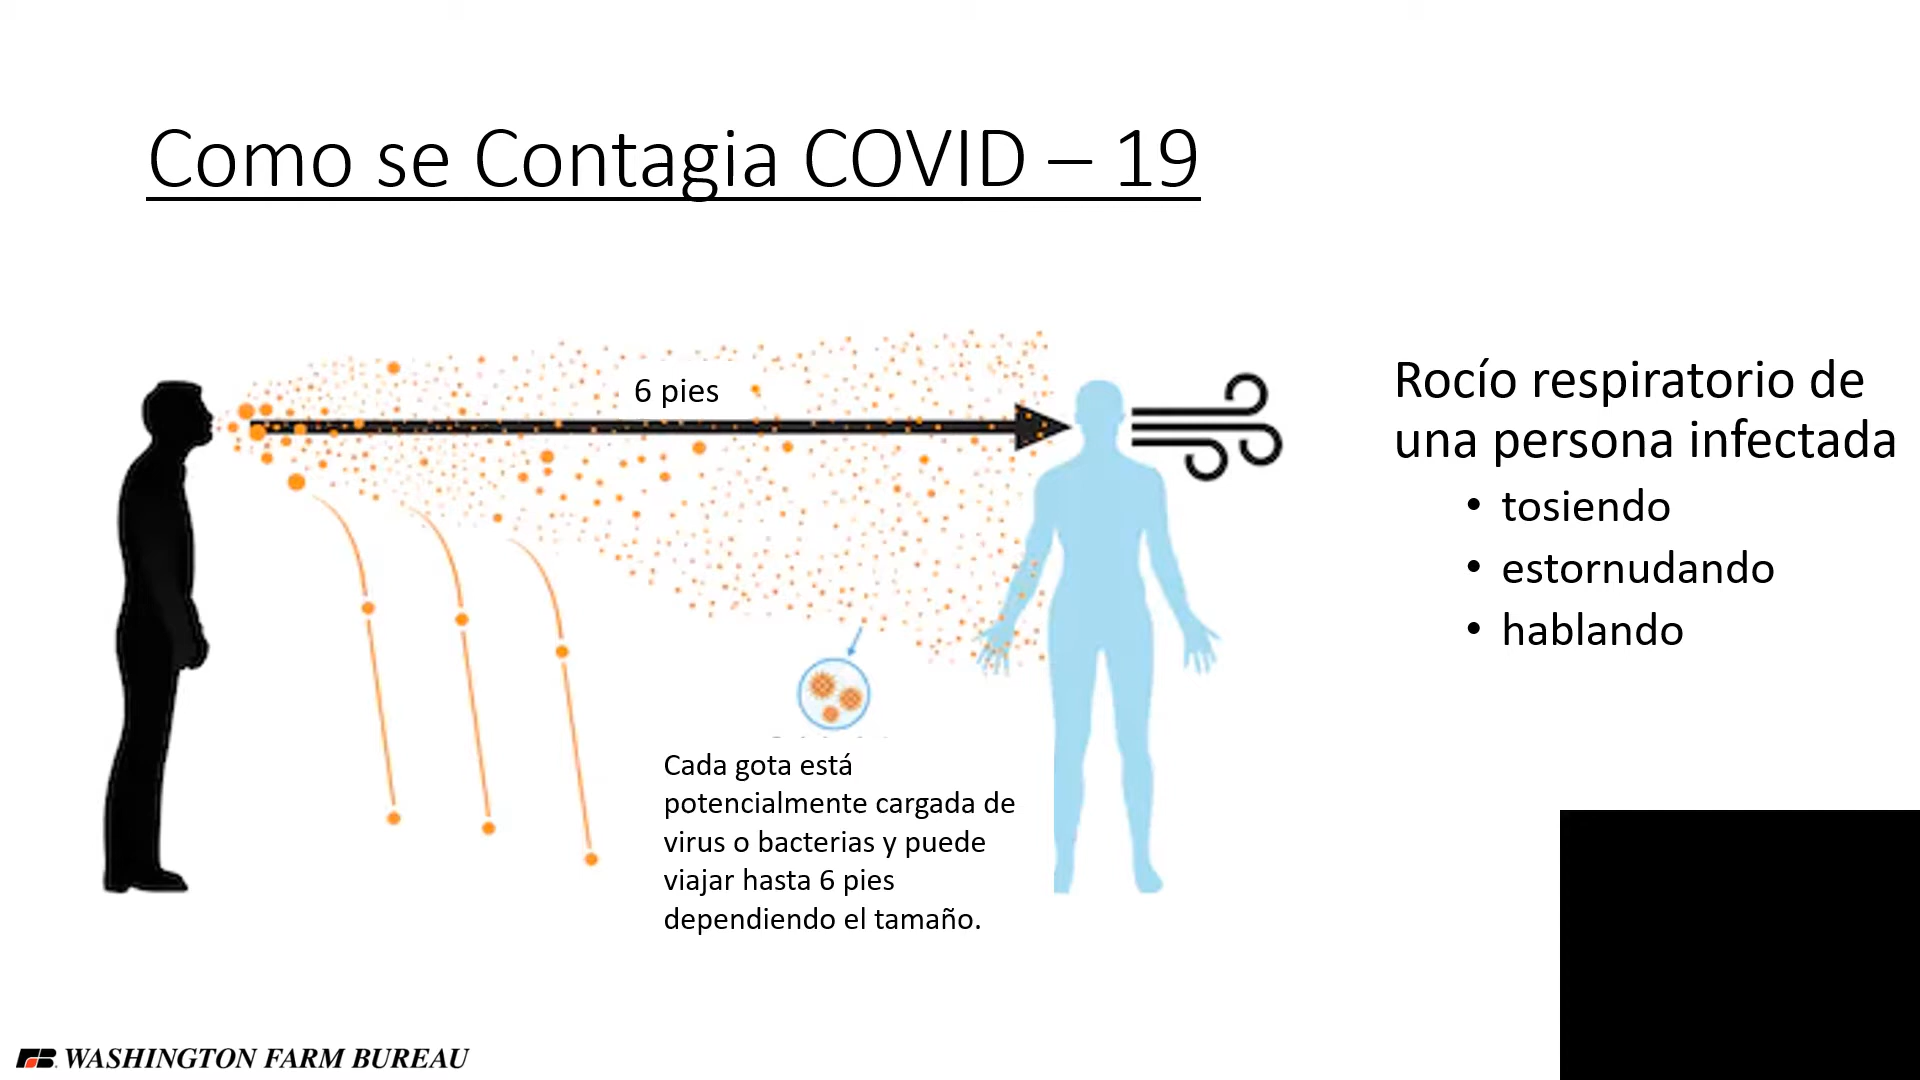 Como se Contagia COVID – 19
6 pies
Rocío respiratorio de
una persona infectada
• tosiendo
• estornudando
• hablando
Cada gota está
potencialmente cargada de
virus o bacterias y puede
viajar hasta 6 pies
dependiendo el tamaño.
WASHINGTON FARM BUREAU